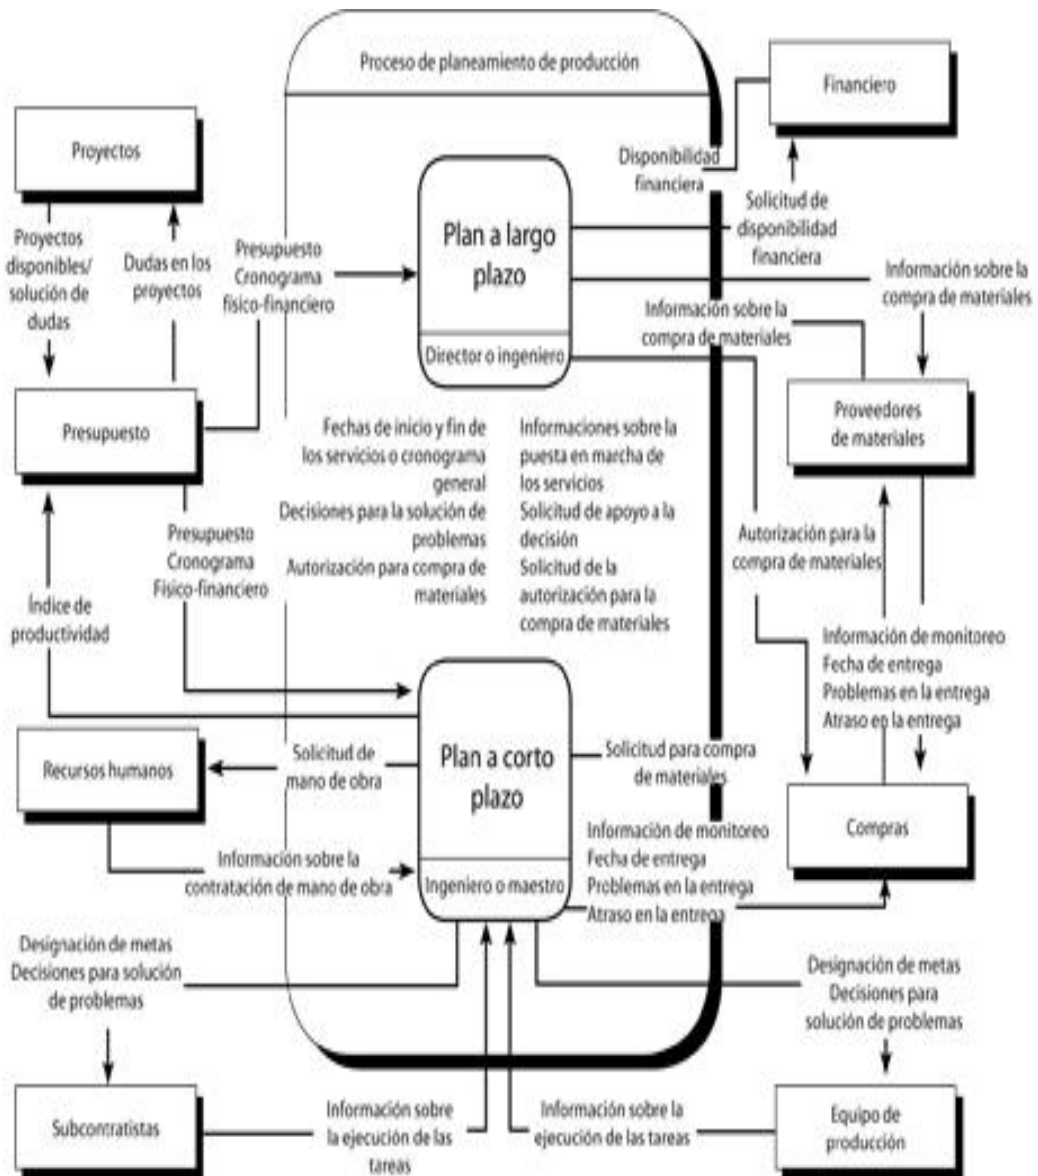 Proceso de planeamiento de producción
Financiero
Proyectos
Disponibilidad
financiera
Solicitud de
disponibilidad
financiera
Proyectos
disponibles/
solución de
dudas
Dudas en los
proyectos
Presupuesto
Cronograma
físico-financiero
Plan a largo
plazo
Director o ingeniero
Información sobre la
compra de materiales
Información sobre la
compra de materiales
Presupuesto
Proveedores
de materiales
Fechas de inicio y fin de
los servicios o cronograma
general
Decisiones para la solución de
problemas
Autorización para compra de
materiales
Informaciones sobre la
puesta en marcha de
los servicios
Solicitud de apoyo a la
decisión
Solicitud de la
autorización para la
compra de materiales
Presupuesto
Cronograma
Físico-financiero
Autorización para la
compra de materiales
Índice de
productividad
Información de monitoreo
Fecha de entrega
Problemas en la entrega
Atraso en la entrega
Recursos humanos
Solicitud de
mano de obra
Plan a corto
plazo
Ingeniero o maestro
Solicitud para compra
de materiales
Compras
Información sobre la
contratación de mano de obra
Información de monitoreo
Fecha de entrega
Problemas en la entrega
Atraso en la entrega
Designación de metas
Decisiones para solución
de problemas
Designación de metas
Decisiones para
solución de problemas
Subcontratistas
Información sobre
la ejecución de las
tareas
Información sobre la
ejecución de las tareas
Equipo de
producción